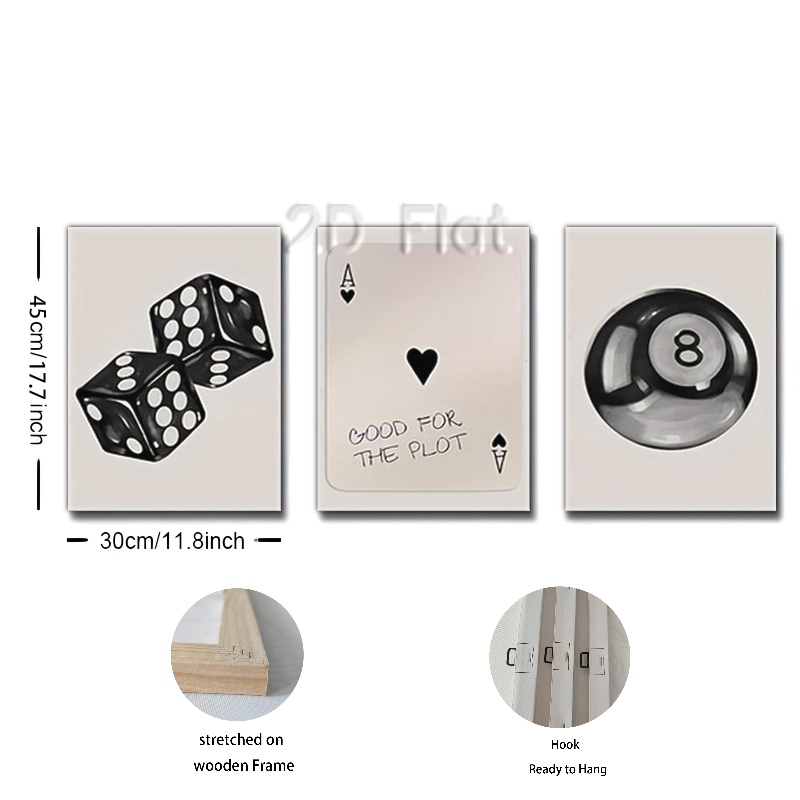 2D Flat
A
GOOD FOR
THE PLOT
A
8
45cm/17.7inch
30cm/11.8inch
stretched on
wooden Frame
Hook
Ready to Hang